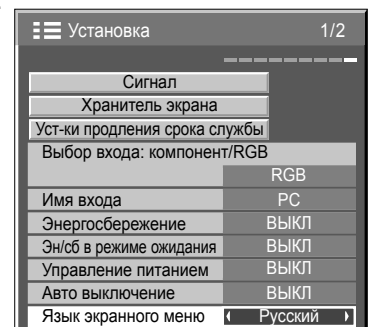 Установка 1/2
Сигнал
Хранитель экрана
Уст-ки продления срока службы
Выбор входа: компонент/RGB
RGB
Имя входа PC
Энергосбережение ВЫКЛ
Эн/сб в режиме ожидания ВЫКЛ
Управление питанием ВЫКЛ
Авто выключение ВЫКЛ
Язык экранного меню Русский